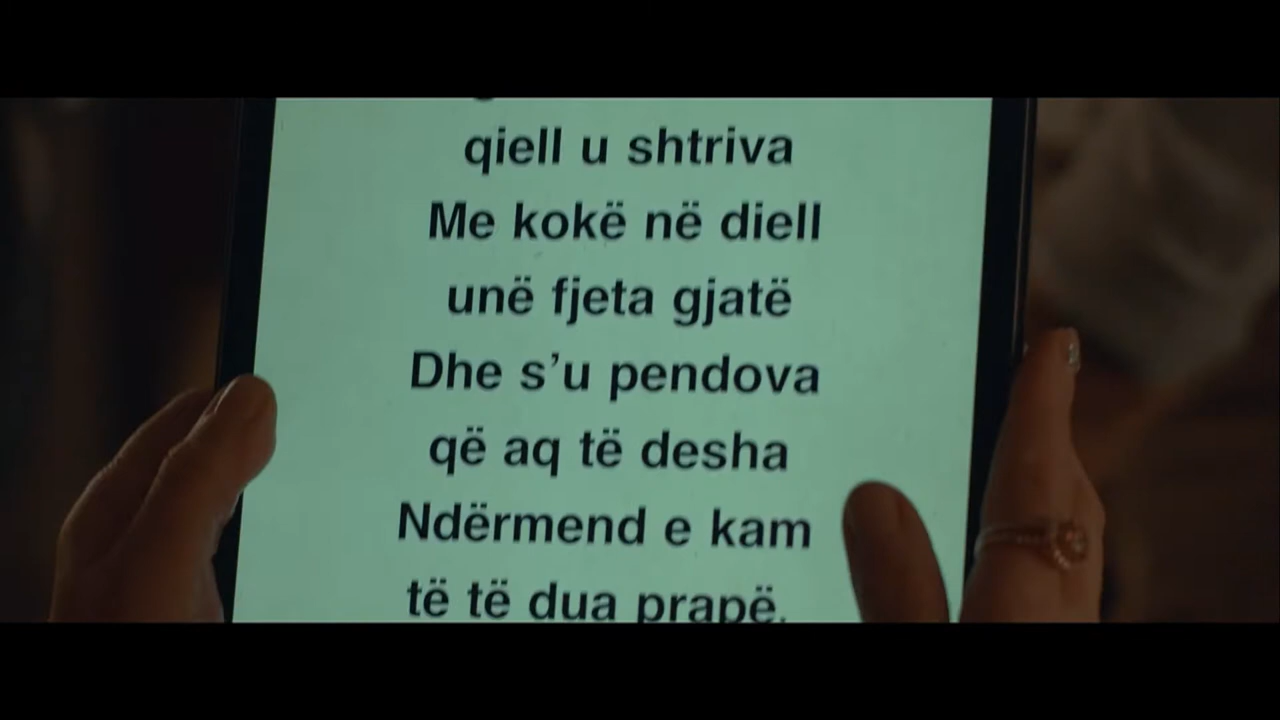 qiell u shtriva
Me kokë në diell
unë fjeta gjatë
Dhe s’u pendova
që aq të desha
Ndërmend e kam
të të dua prapë.